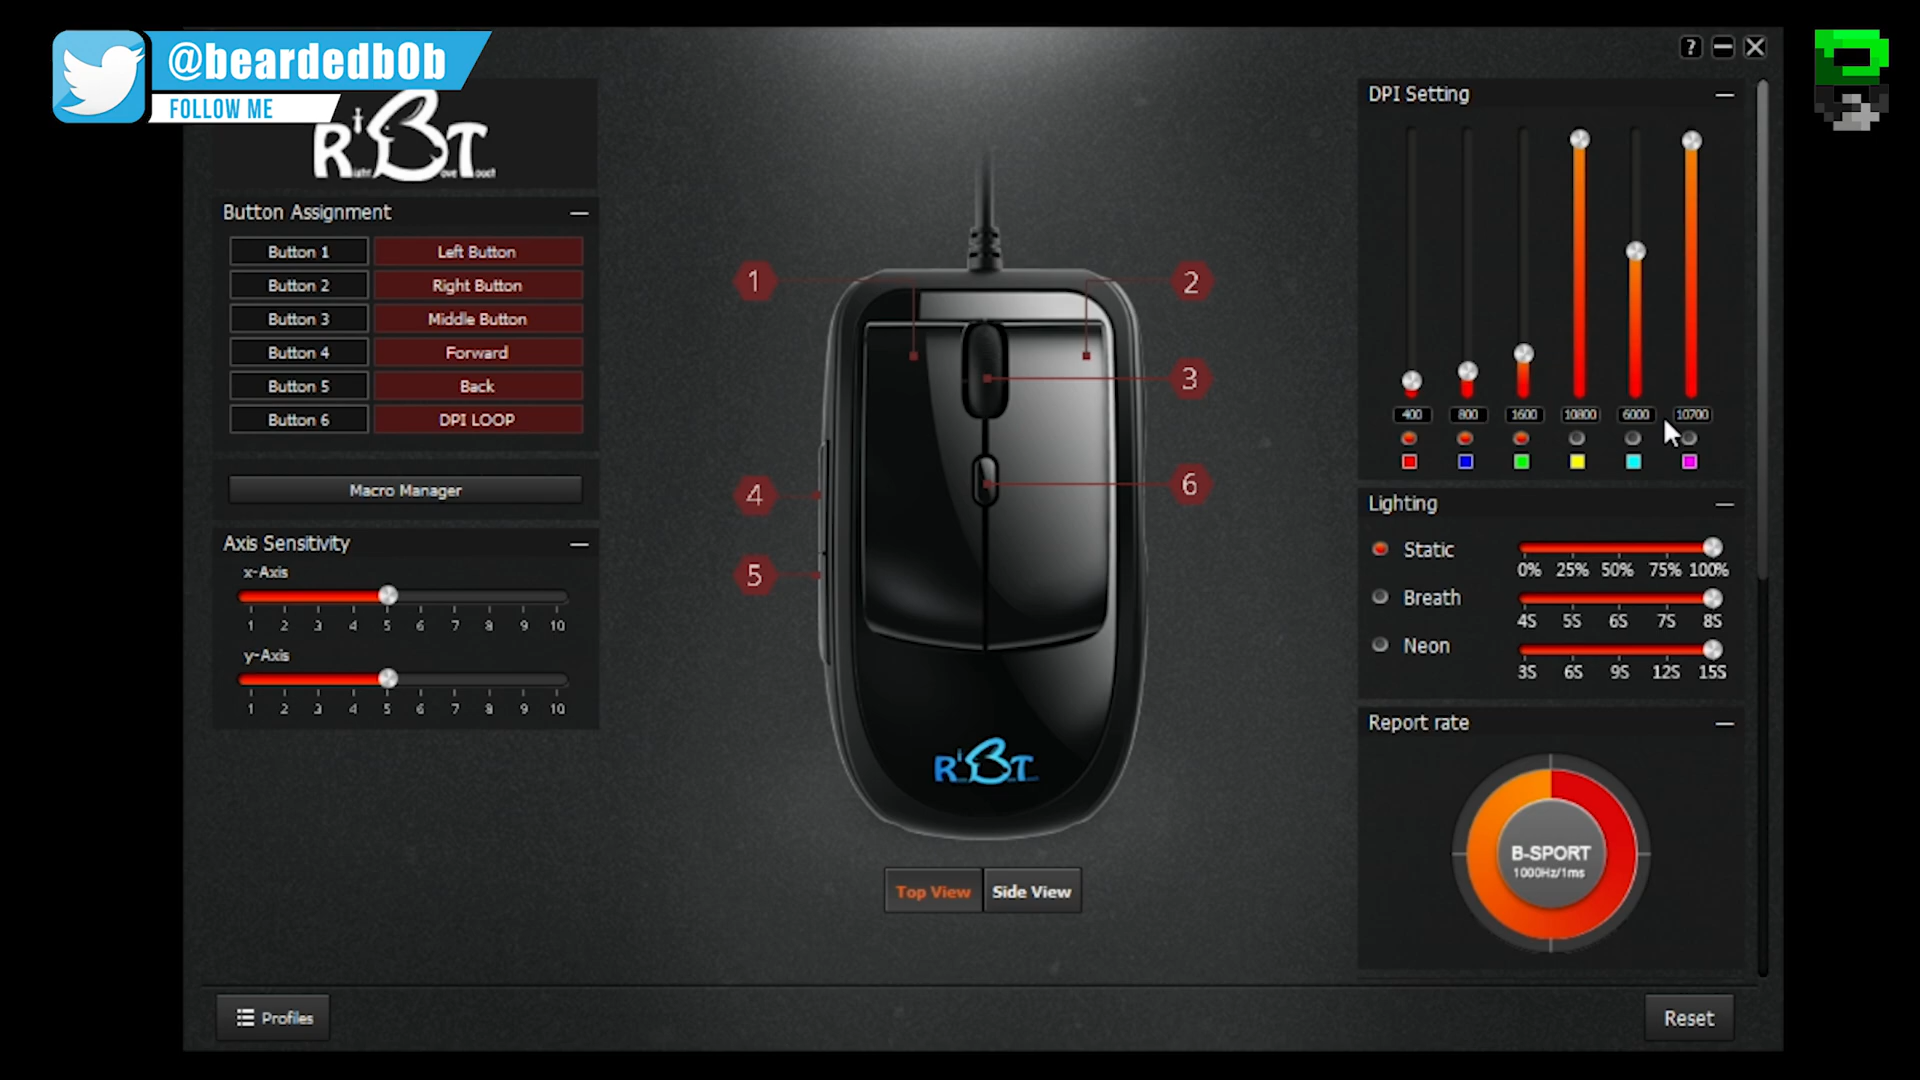 @beardedb0b
FOLLOW ME
RBT
Button Assignment
Button 1 Left Button
Button 2 Right Button
Button 3 Middle Button
Button 4 Forward
Button 5 Back
Button 6 DPI LOOP
Macro Manager
Axis Sensitivity
x-Axis
1 2 3 4 5 6 7 8 9 10
y-Axis
1 2 3 4 5 6 7 8 9 10
1
2
3
4
6
5
RBT
Top View Side View
?
DPI Setting
400 800 1600 10800 6000 10700
Lighting
Static
0% 25% 50% 75% 100%
Breath
4S 5S 6S 7S 8S
Neon
3S 6S 9S 12S 15S
Report rate
B-SPORT
1000Hz/1ms
Profiles
Reset